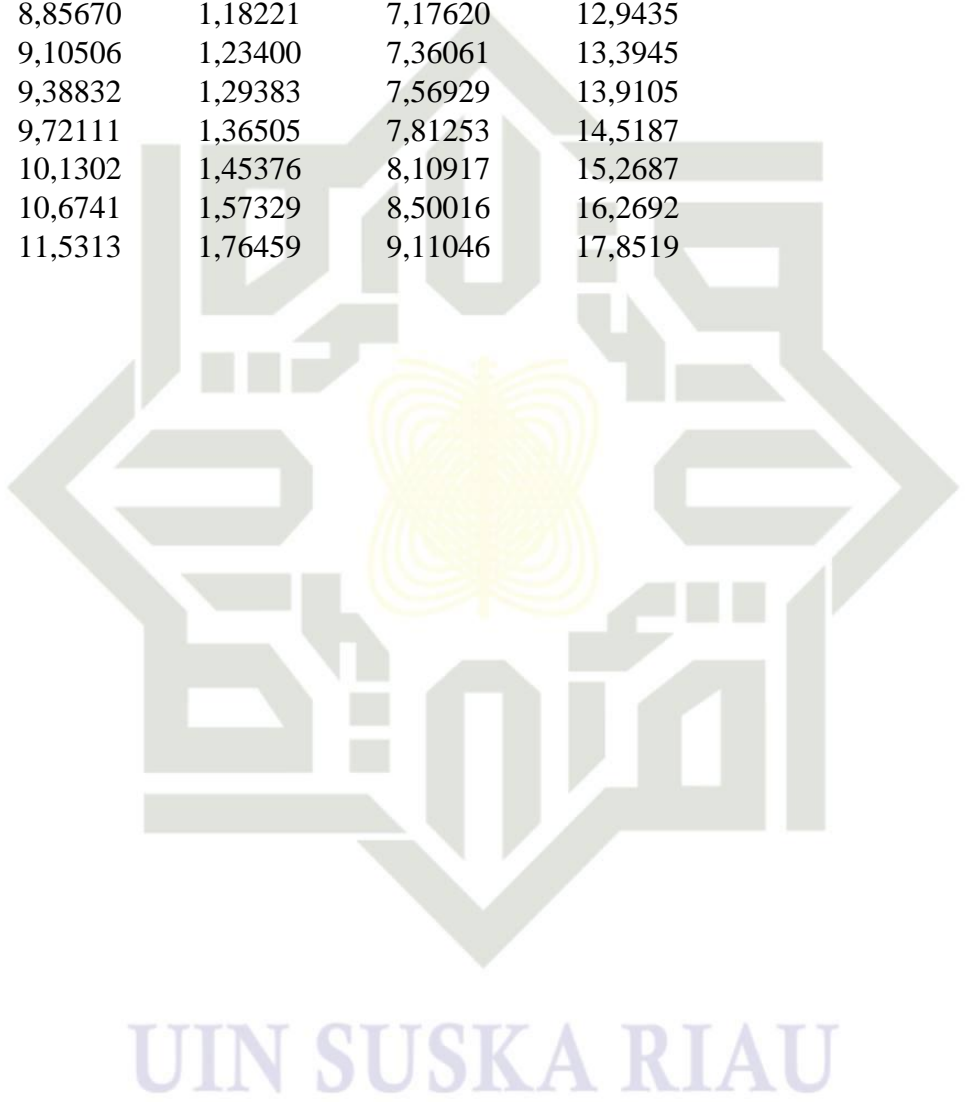 8,85670 1,18221 7,17620 12,9435
9,10506 1,23400 7,36061 13,3945
9,38832 1,29383 7,56929 13,9105
9,72111 1,36505 7,81253 14,5187
10,1302 1,45376 8,10917 15,2687
10,6741 1,57329 8,50016 16,2692
11,5313 1,76459 9,11046 17,8519
UIN SUSKA RIAU